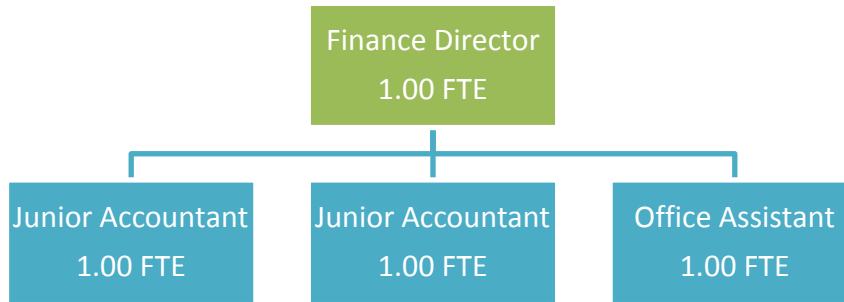 Finance Director
1.00 FTE
Junior Accountant
1.00 FTE
Junior Accountant
1.00 FTE
Office Assistant
1.00 FTE